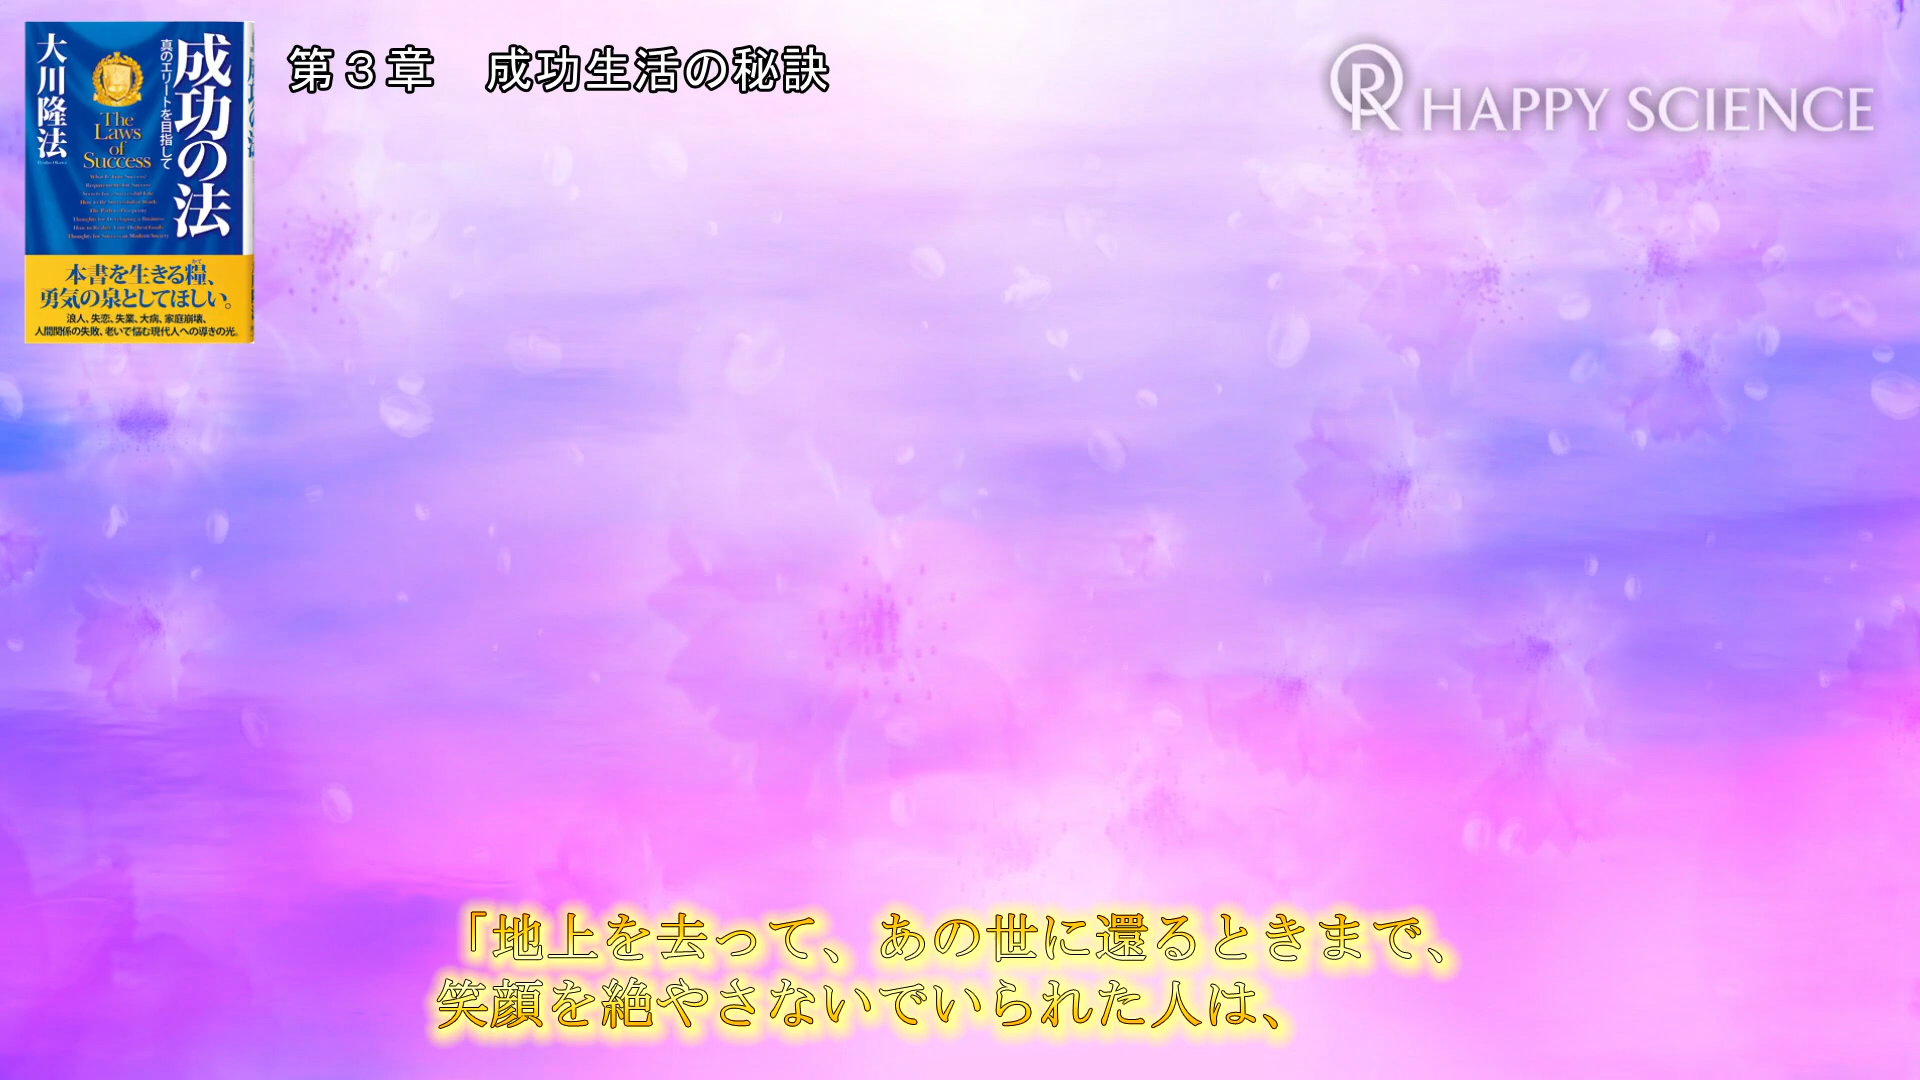 成功の法
真のエリートを目指して
大川隆法
The
Laws
of
Success
本書を生きる糧、
勇気の泉としてほしい。
浪人、失恋、失業、大病、家庭崩壊、
人間関係の失敗、老いで悩む現代人への導きの光。
第３章　成功生活の秘訣
HAPPY SCIENCE
「地上を去って、あの世に還るときまで、
笑顔を絶やさないでいられた人は、